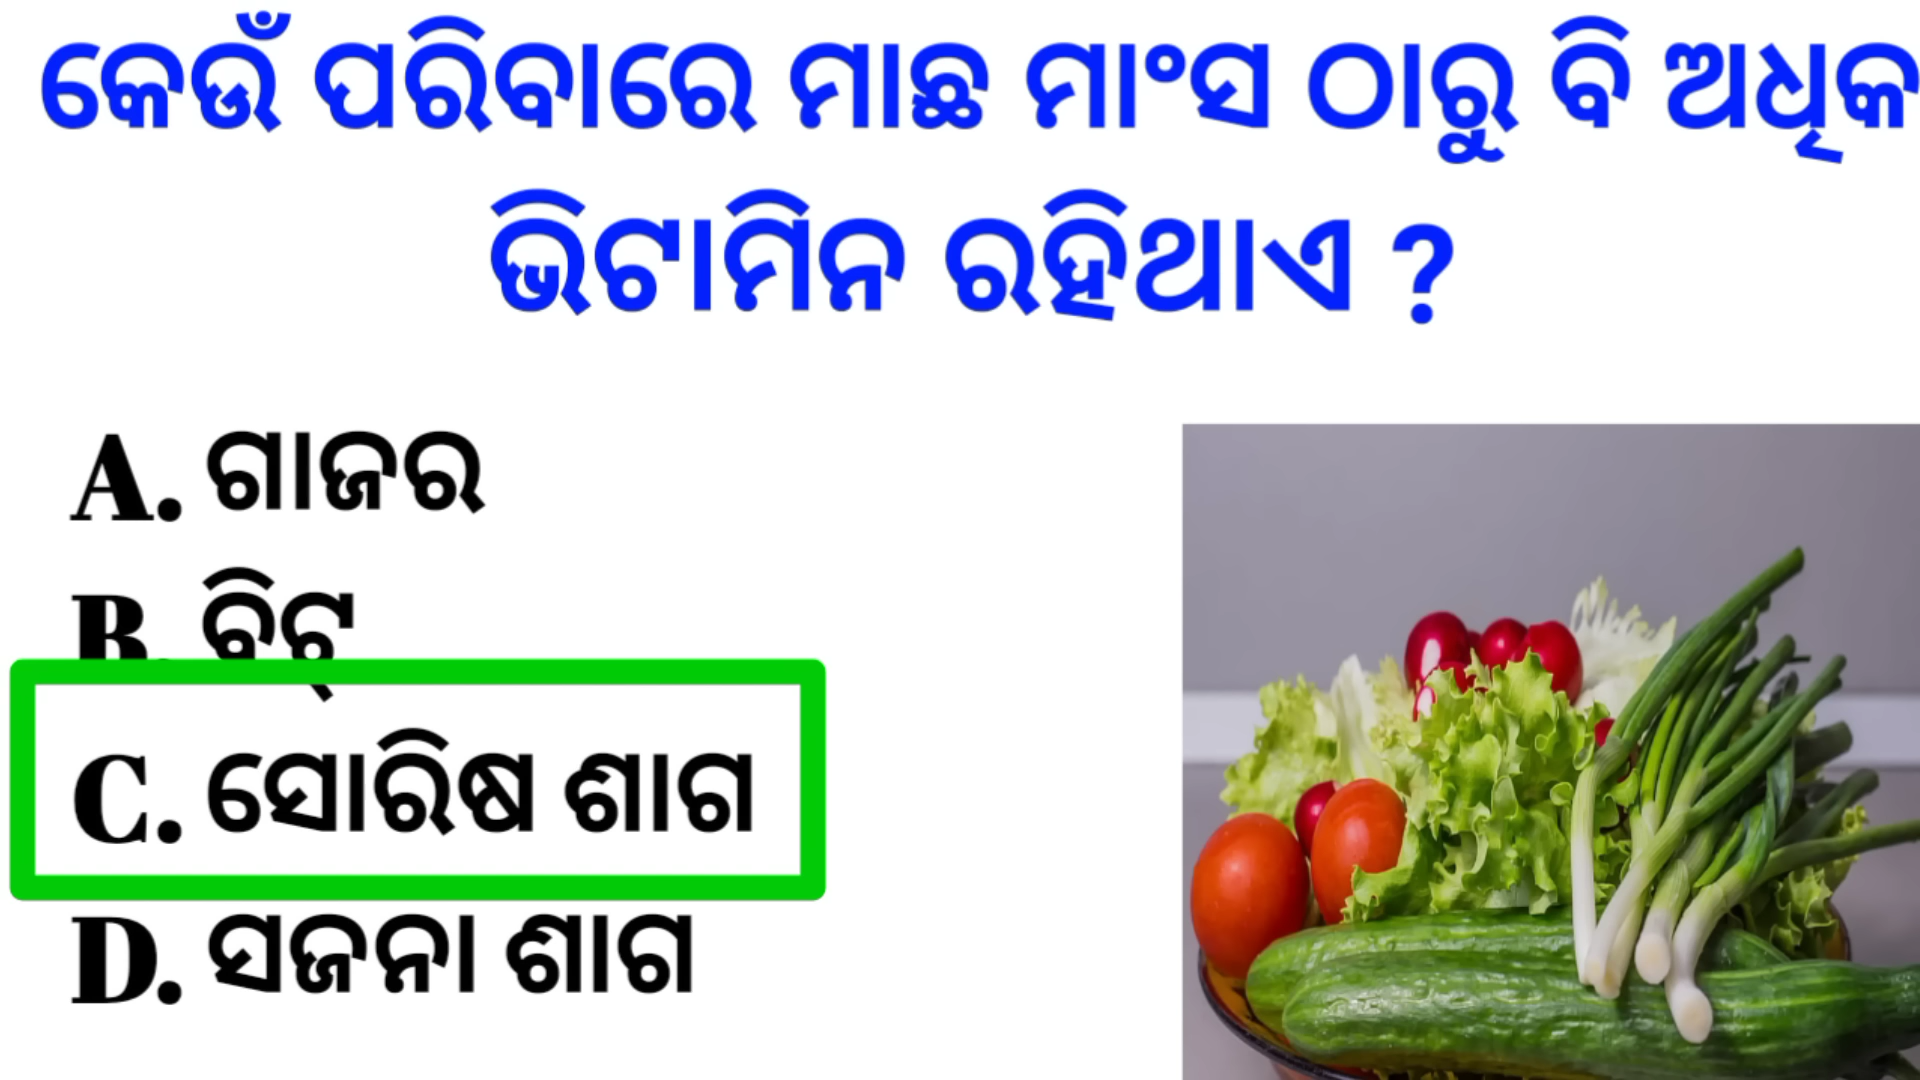 କେଉଁ ପରିବାରେ ମାଛ ମାଂସ ଠାରୁ ବି ଅଧିକ
ଭିଟାମିନ ରହିଥାଏ ?
A. ଗାଜର
B. ବିଟ୍
C. ସୋରିଷ ଶାଗ
D. ସଜନା ଶାଗ